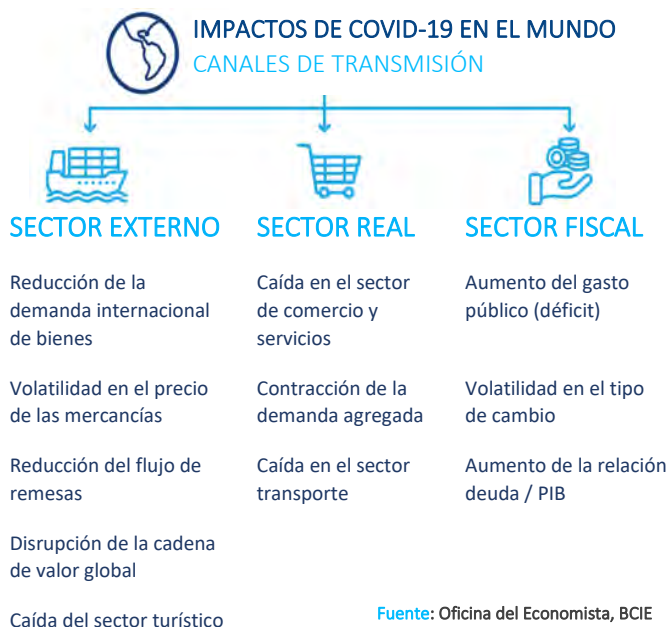 IMPACTOS DE COVID-19 EN EL MUNDO
CANALES DE TRANSMISIÓN
SECTOR EXTERNO
Reducción de la
demanda internacional
de bienes
Volatilidad en el precio
de las mercancías
Reducción del flujo de
remesas
Disrupción de la cadena
de valor global
Caída del sector turístico
SECTOR REAL
Caída en el sector
de comercio y
servicios
Contracción de la
demanda agregada
Caída en el sector
transporte
SECTOR FISCAL
Aumento del gasto
público (déficit)
Volatilidad en el tipo
de cambio
Aumento de la relación
deuda / PIB
Fuente: Oficina del Economista, BCIE